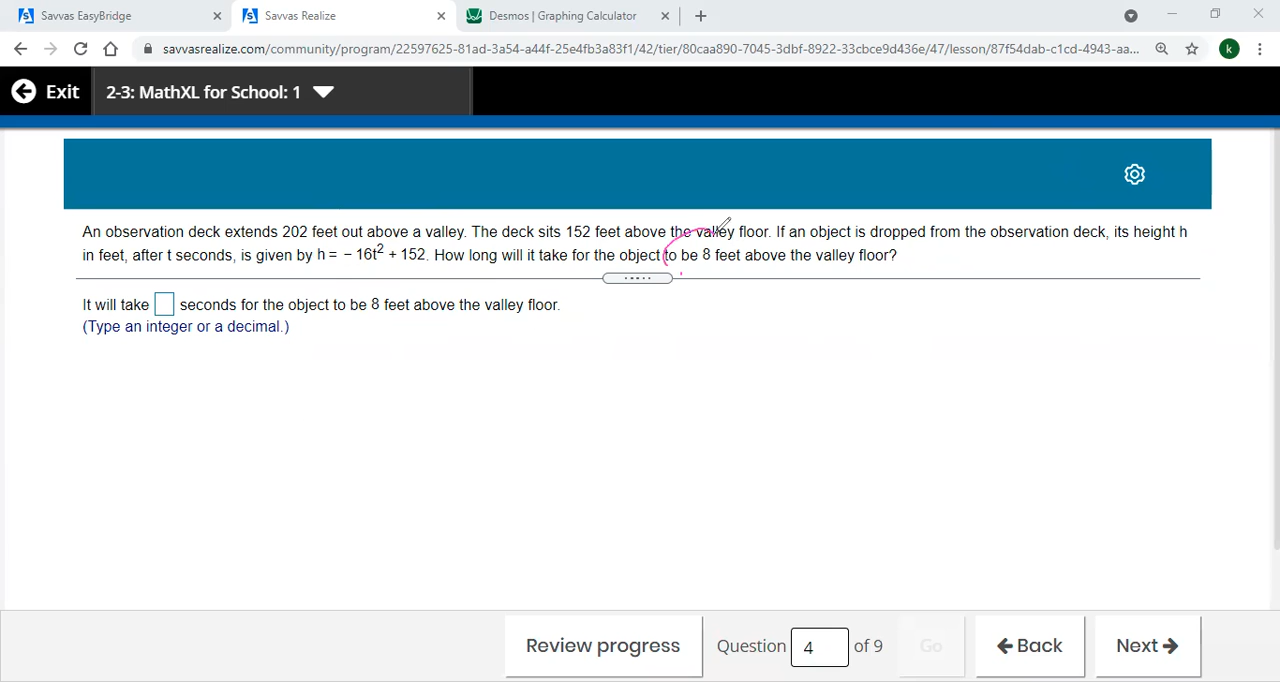 Savvas EasyBridge
Savvas Realize
Desmos | Graphing Calculator
savvasrealize.com/community/program/22597625-81ad-3a54-a44f-25e4fb3a83f1/42/tier/80caa890-7045-3dbf-8922-33cbce9d436e/47/lesson/87f54dab-c1cd-4943-aa...
k
Exit
2-3: MathXL for School: 1
An observation deck extends 202 feet out above a valley. The deck sits 152 feet above the valley floor. If an object is dropped from the observation deck, its height h
in feet, after t seconds, is given by h = − 16t² + 152. How long will it take for the object to be 8 feet above the valley floor?
It will take seconds for the object to be 8 feet above the valley floor.
(Type an integer or a decimal.)
Review progress
Question 4 of 9
Go
Back
Next